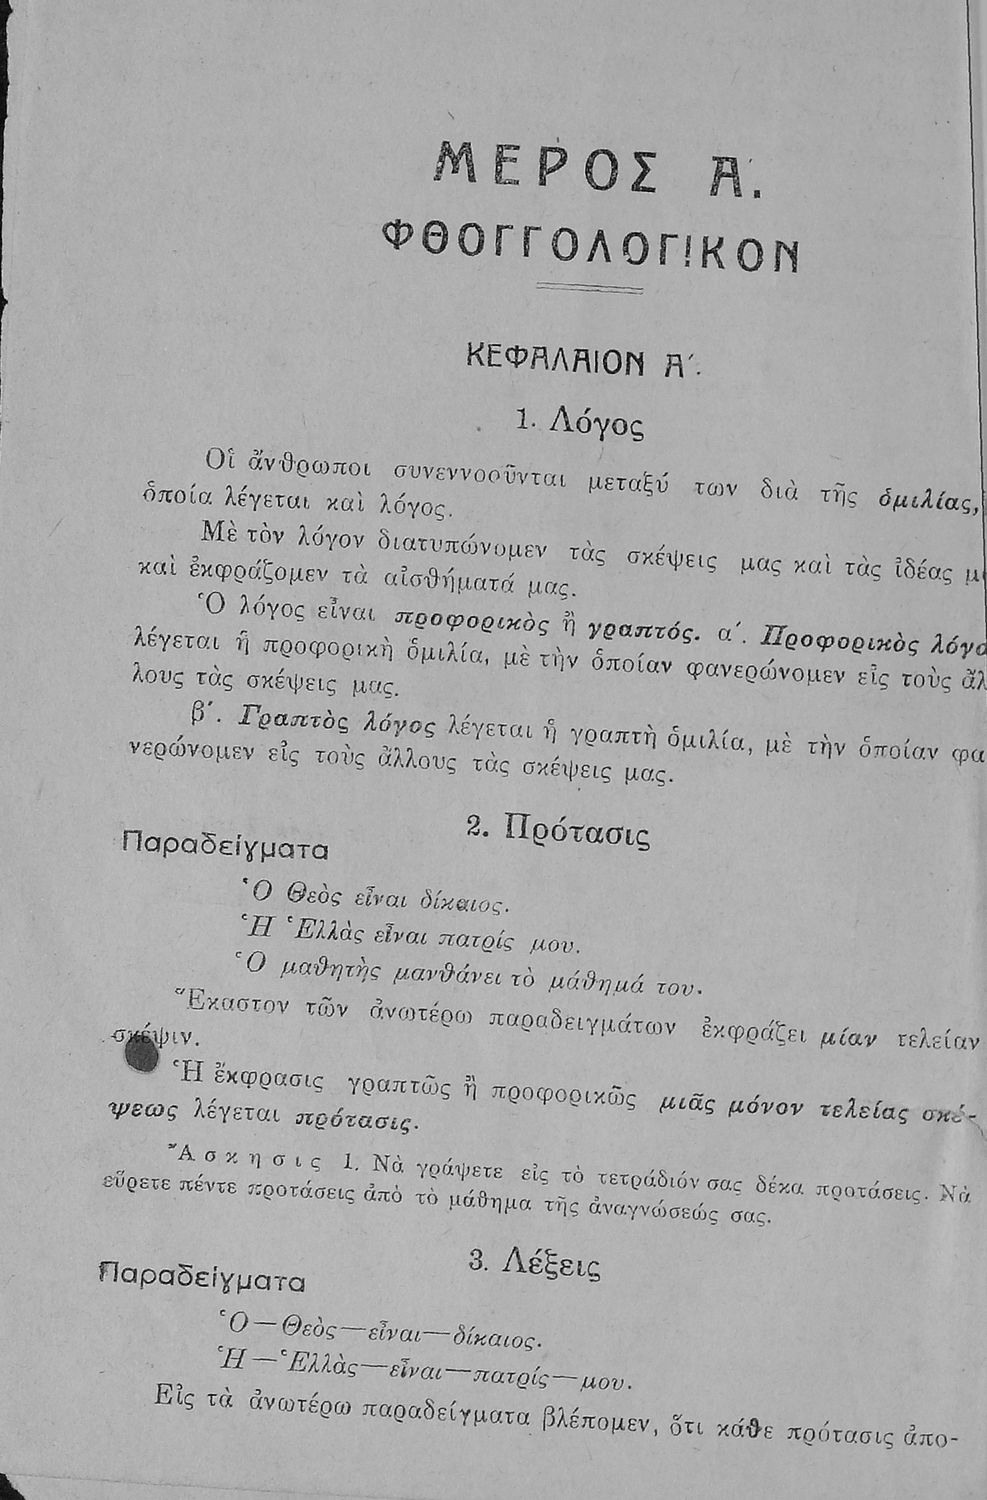 ΜΕΡΟΣ Α΄.
ΦΘΟΓΓΟΛΟΓΙΚΟΝ
ΚΕΦΑΛΑΙΟΝ Α΄.
1. Λόγος
Οἱ ἄνθρωποι συνεννοοῦνται μεταξύ των διὰ τῆς ὁμιλίας,
ὁποία λέγεται καὶ λόγος.
Μὲ τὸν λόγον διατυπώνομεν τὰς σκέψεις μας καὶ τὰς ἰδέας
καὶ ἐκφράζομεν τὰ αἰσθήματά μας.
Ὁ λόγος εἶναι προφορικὸς ἢ γραπτός. α΄. Προφορικὸς λόγο
λέγεται ἡ προφορικὴ ὁμιλία, μὲ τὴν ὁποίαν φανερώνομεν εἰς τοὺς ἄλ
λους τὰς σκέψεις μας.
β΄. Γραπτὸς λόγος λέγεται ἡ γραπτὴ ὁμιλία, μὲ τὴν ὁποίαν φα
νερώνομεν εἰς τοὺς ἄλλους τὰς σκέψεις μας.
2. Πρότασις
Παραδείγματα
Ὁ Θεὸς εἶναι δίκαιος.
Ἡ Ἑλλὰς εἶναι πατρίς μου.
Ὁ μαθητὴς μανθάνει τὸ μάθημά του.
Ἕκαστον τῶν ἀνωτέρω παραδειγμάτων ἐκφράζει μίαν τελείαν
σκέψιν.
Ἡ ἔκφρασις γραπτῶς ἢ προφορικῶς μιᾶς μόνον τελείας σκέ-
ψεως λέγεται πρότασις.
Ἄσκησις 1. Νὰ γράψετε εἰς τὸ τετράδιόν σας δέκα προτάσεις. Νὰ
εὕρετε πέντε προτάσεις ἀπὸ τὸ μάθημα τῆς ἀναγνώσεώς σας.
3. Λέξεις
Παραδείγματα
Ὁ—Θεὸς—εἶναι—δίκαιος.
Ἡ—Ἑλλὰς—εἶναι—πατρίς—μου.
Εἰς τὰ ἀνωτέρω παραδείγματα βλέπομεν, ὅτι κάθε πρότασις ἀπο-